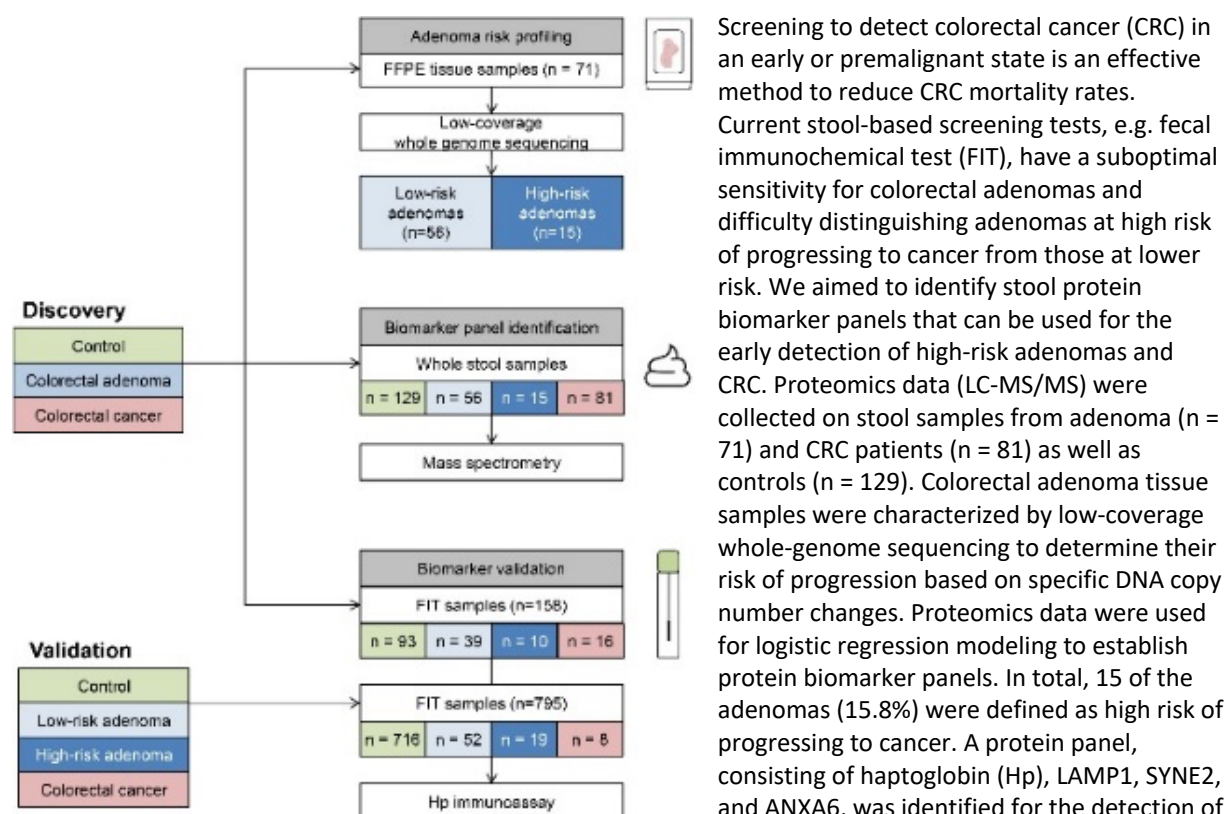 Adenoma risk profiling
FFPE tissue samples (n = 71)
Low-coverage
whole genome sequencing
Low-risk
adenomas
(n=56)
High-risk
adenomas
(n=15)
Discovery
Control
Colorectal adenoma
Colorectal cancer
Biomarker panel identification
Whole stool samples
n = 129 n = 56 n = 15 n = 81
Mass spectrometry
Biomarker validation
FIT samples (n=158)
n = 93 n = 39 n = 10 n = 16
Validation
Control
Low-risk adenoma
High-risk adenoma
Colorectal cancer
FIT samples (n=795)
n = 716 n = 52 n = 19 n = 8
Hp immunoassay
Screening to detect colorectal cancer (CRC) in
an early or premalignant state is an effective
method to reduce CRC mortality rates.
Current stool-based screening tests, e.g. fecal
immunochemical test (FIT), have a suboptimal
sensitivity for colorectal adenomas and
difficulty distinguishing adenomas at high risk
of progressing to cancer from those at lower
risk. We aimed to identify stool protein
biomarker panels that can be used for the
early detection of high-risk adenomas and
CRC. Proteomics data (LC-MS/MS) were
collected on stool samples from adenoma (n =
71) and CRC patients (n = 81) as well as
controls (n = 129). Colorectal adenoma tissue
samples were characterized by low-coverage
whole-genome sequencing to determine their
risk of progression based on specific DNA copy
number changes. Proteomics data were used
for logistic regression modeling to establish
protein biomarker panels. In total, 15 of the
adenomas (15.8%) were defined as high risk of
progressing to cancer. A protein panel,
consisting of haptoglobin (Hp), LAMP1, SYNE2,
and ANXA6, was identified for the detection of